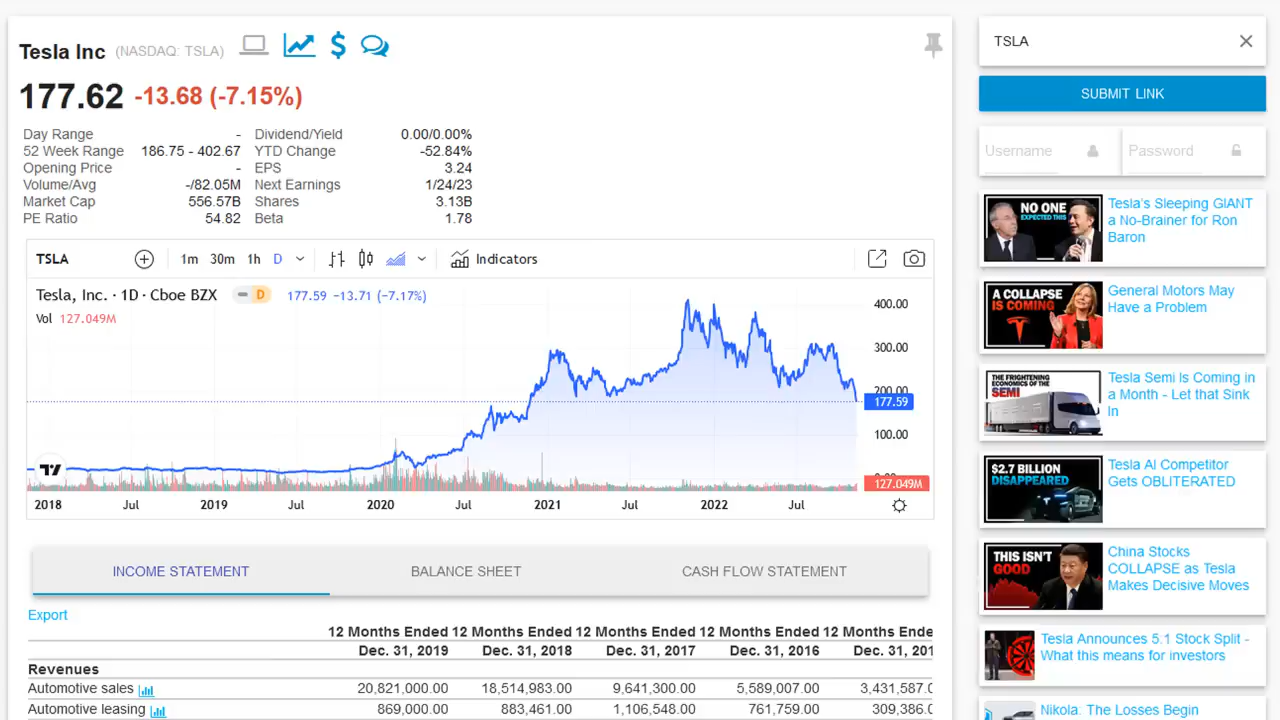 Tesla Inc (NASDAQ: TSLA)
177.62 -13.68 (-7.15%)
Day Range - Dividend/Yield 0.00/0.00%
52 Week Range 186.75 - 402.67 YTD Change -52.84%
Opening Price - EPS 3.24
Volume/Avg -/82.05M Next Earnings 1/24/23
Market Cap 556.57B Shares 3.13B
PE Ratio 54.82 Beta 1.78
TSLA 1m 30m 1h D Indicators
Tesla, Inc. · 1D · Cboe BZX D 177.59 -13.71 (-7.17%)
Vol 127.049M
400.00
300.00
200.00
177.59
100.00
0.00
127.049M
2018 Jul 2019 Jul 2020 Jul 2021 Jul 2022 Jul
INCOME STATEMENT BALANCE SHEET CASH FLOW STATEMENT
Export
12 Months Ended 12 Months Ended 12 Months Ended 12 Months Ended 12 Months Ende
Dec. 31, 2019 Dec. 31, 2018 Dec. 31, 2017 Dec. 31, 2016 Dec. 31, 201
Revenues
Automotive sales 20,821,000.00 18,514,983.00 9,641,300.00 5,589,007.00 3,431,587.0
Automotive leasing 869,000.00 883,461.00 1,106,548.00 761,759.00 309,386.0
TSLA
SUBMIT LINK
Username Password
NO ONE
EXPECTED THIS
Tesla's Sleeping GIANT
a No-Brainer for Ron
Baron
A COLLAPSE
IS COMING
General Motors May
Have a Problem
THE FRIGHTENING
ECONOMICS OF THE
SEMI
Tesla Semi Is Coming in
a Month - Let that Sink
In
$2.7 BILLION
DISAPPEARED
Tesla AI Competitor
Gets OBLITERATED
THIS ISN'T
GOOD
China Stocks
COLLAPSE as Tesla
Makes Decisive Moves
Tesla Announces 5:1 Stock Split -
What this means for investors
Nikola: The Losses Begin